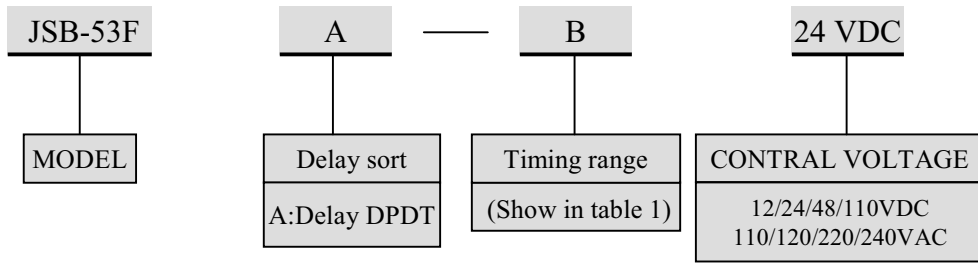 JSB-53F A — B 24 VDC
MODEL
Delay sort
A:Delay DPDT
Timing range
(Show in table 1)
CONTRAL VOLTAGE
12/24/48/110VDC
110/120/220/240VAC